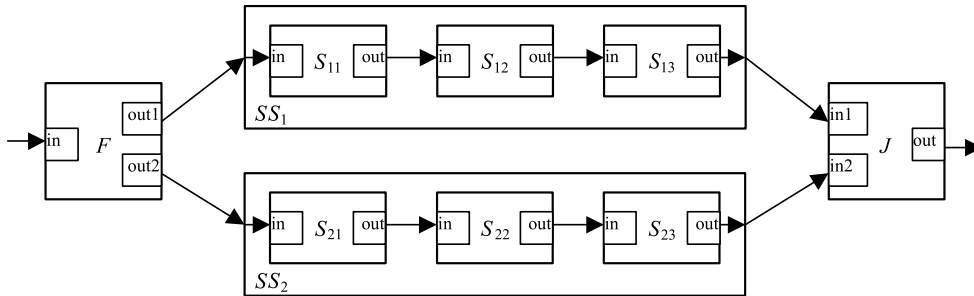 in out S₁₁ in out S₁₂ in out S₁₃
SS₁
in out1 out2 F
in1 in2 out J
in out S₂₁ in out S₂₂ in out S₂₃
SS₂